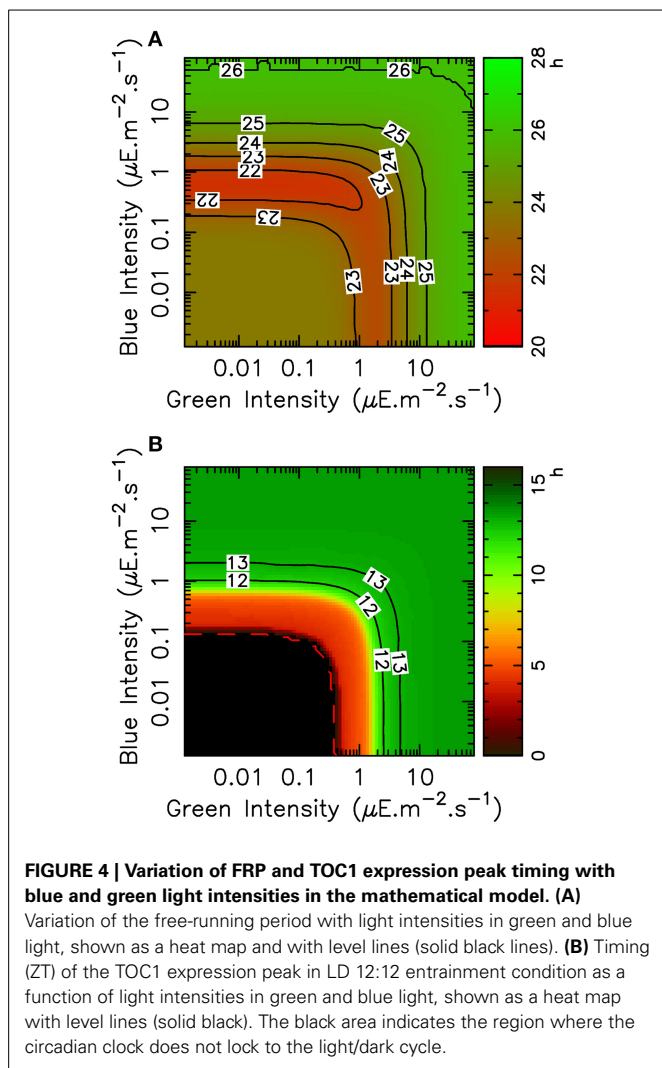 A
Blue Intensity (μE.m⁻².s⁻¹)
10
1
0.1
0.01
26
26
25
25
24
24
23
23
22
22
23
23
23
24
25
0.01 0.1 1 10
Green Intensity (μE.m⁻².s⁻¹)
28
26
24
22
20
h
B
Blue Intensity (μE.m⁻².s⁻¹)
10
1
0.1
0.01
13
13
12
12
12
13
0.01 0.1 1 10
Green Intensity (μE.m⁻².s⁻¹)
15
10
5
0
h
FIGURE 4 | Variation of FRP and TOC1 expression peak timing with
blue and green light intensities in the mathematical model. (A)
Variation of the free-running period with light intensities in green and blue
light, shown as a heat map and with level lines (solid black lines). (B) Timing
(ZT) of the TOC1 expression peak in LD 12:12 entrainment condition as a
function of light intensities in green and blue light, shown as a heat map
with level lines (solid black). The black area indicates the region where the
circadian clock does not lock to the light/dark cycle.